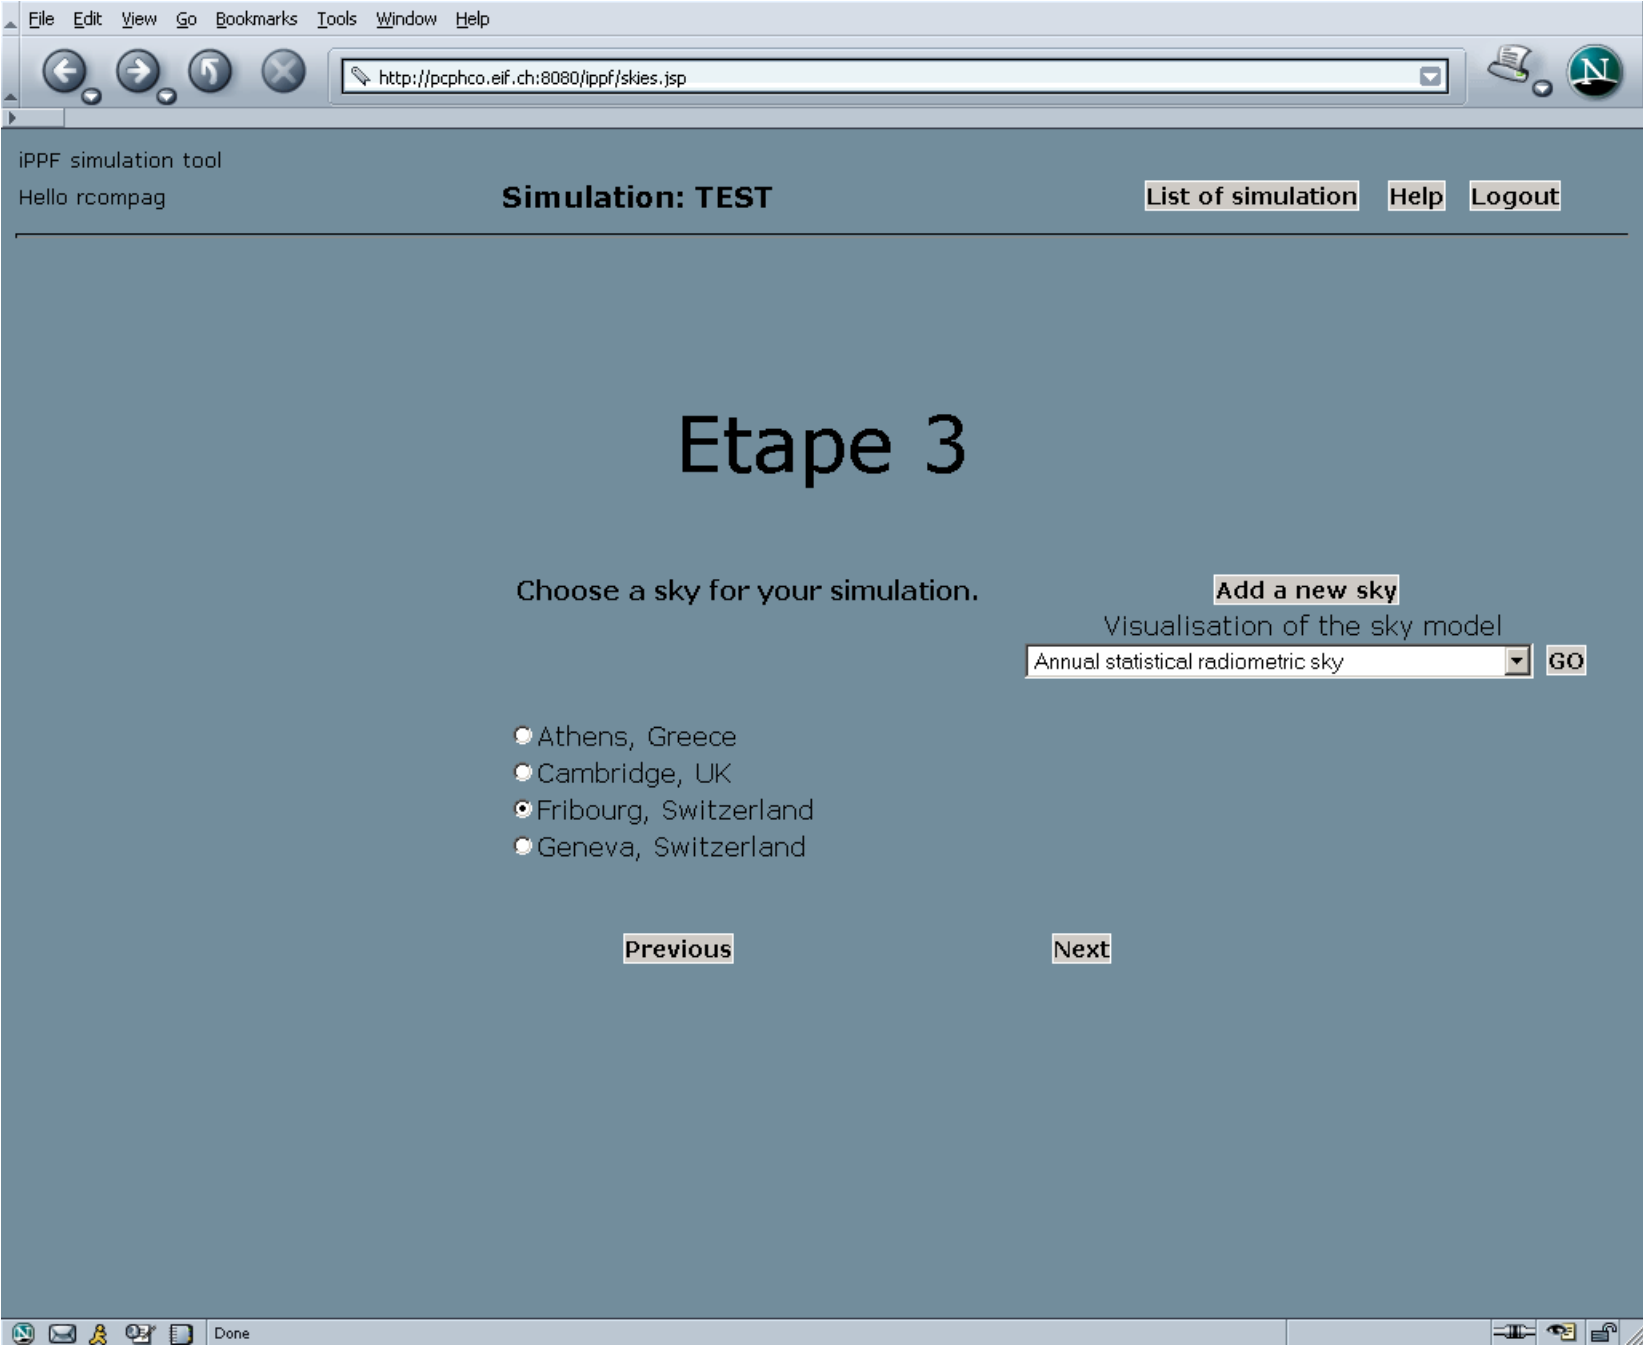 File Edit View Go Bookmarks Tools Window Help
http://pcphco.eif.ch:8080/ippf/skies.jsp
N
iPPF simulation tool
Hello rcompag
Simulation: TEST
List of simulation Help Logout
Etape 3
Choose a sky for your simulation.
Add a new sky
Visualisation of the sky model
Annual statistical radiometric sky GO
Athens, Greece
Cambridge, UK
Fribourg, Switzerland
Geneva, Switzerland
Previous Next
Done